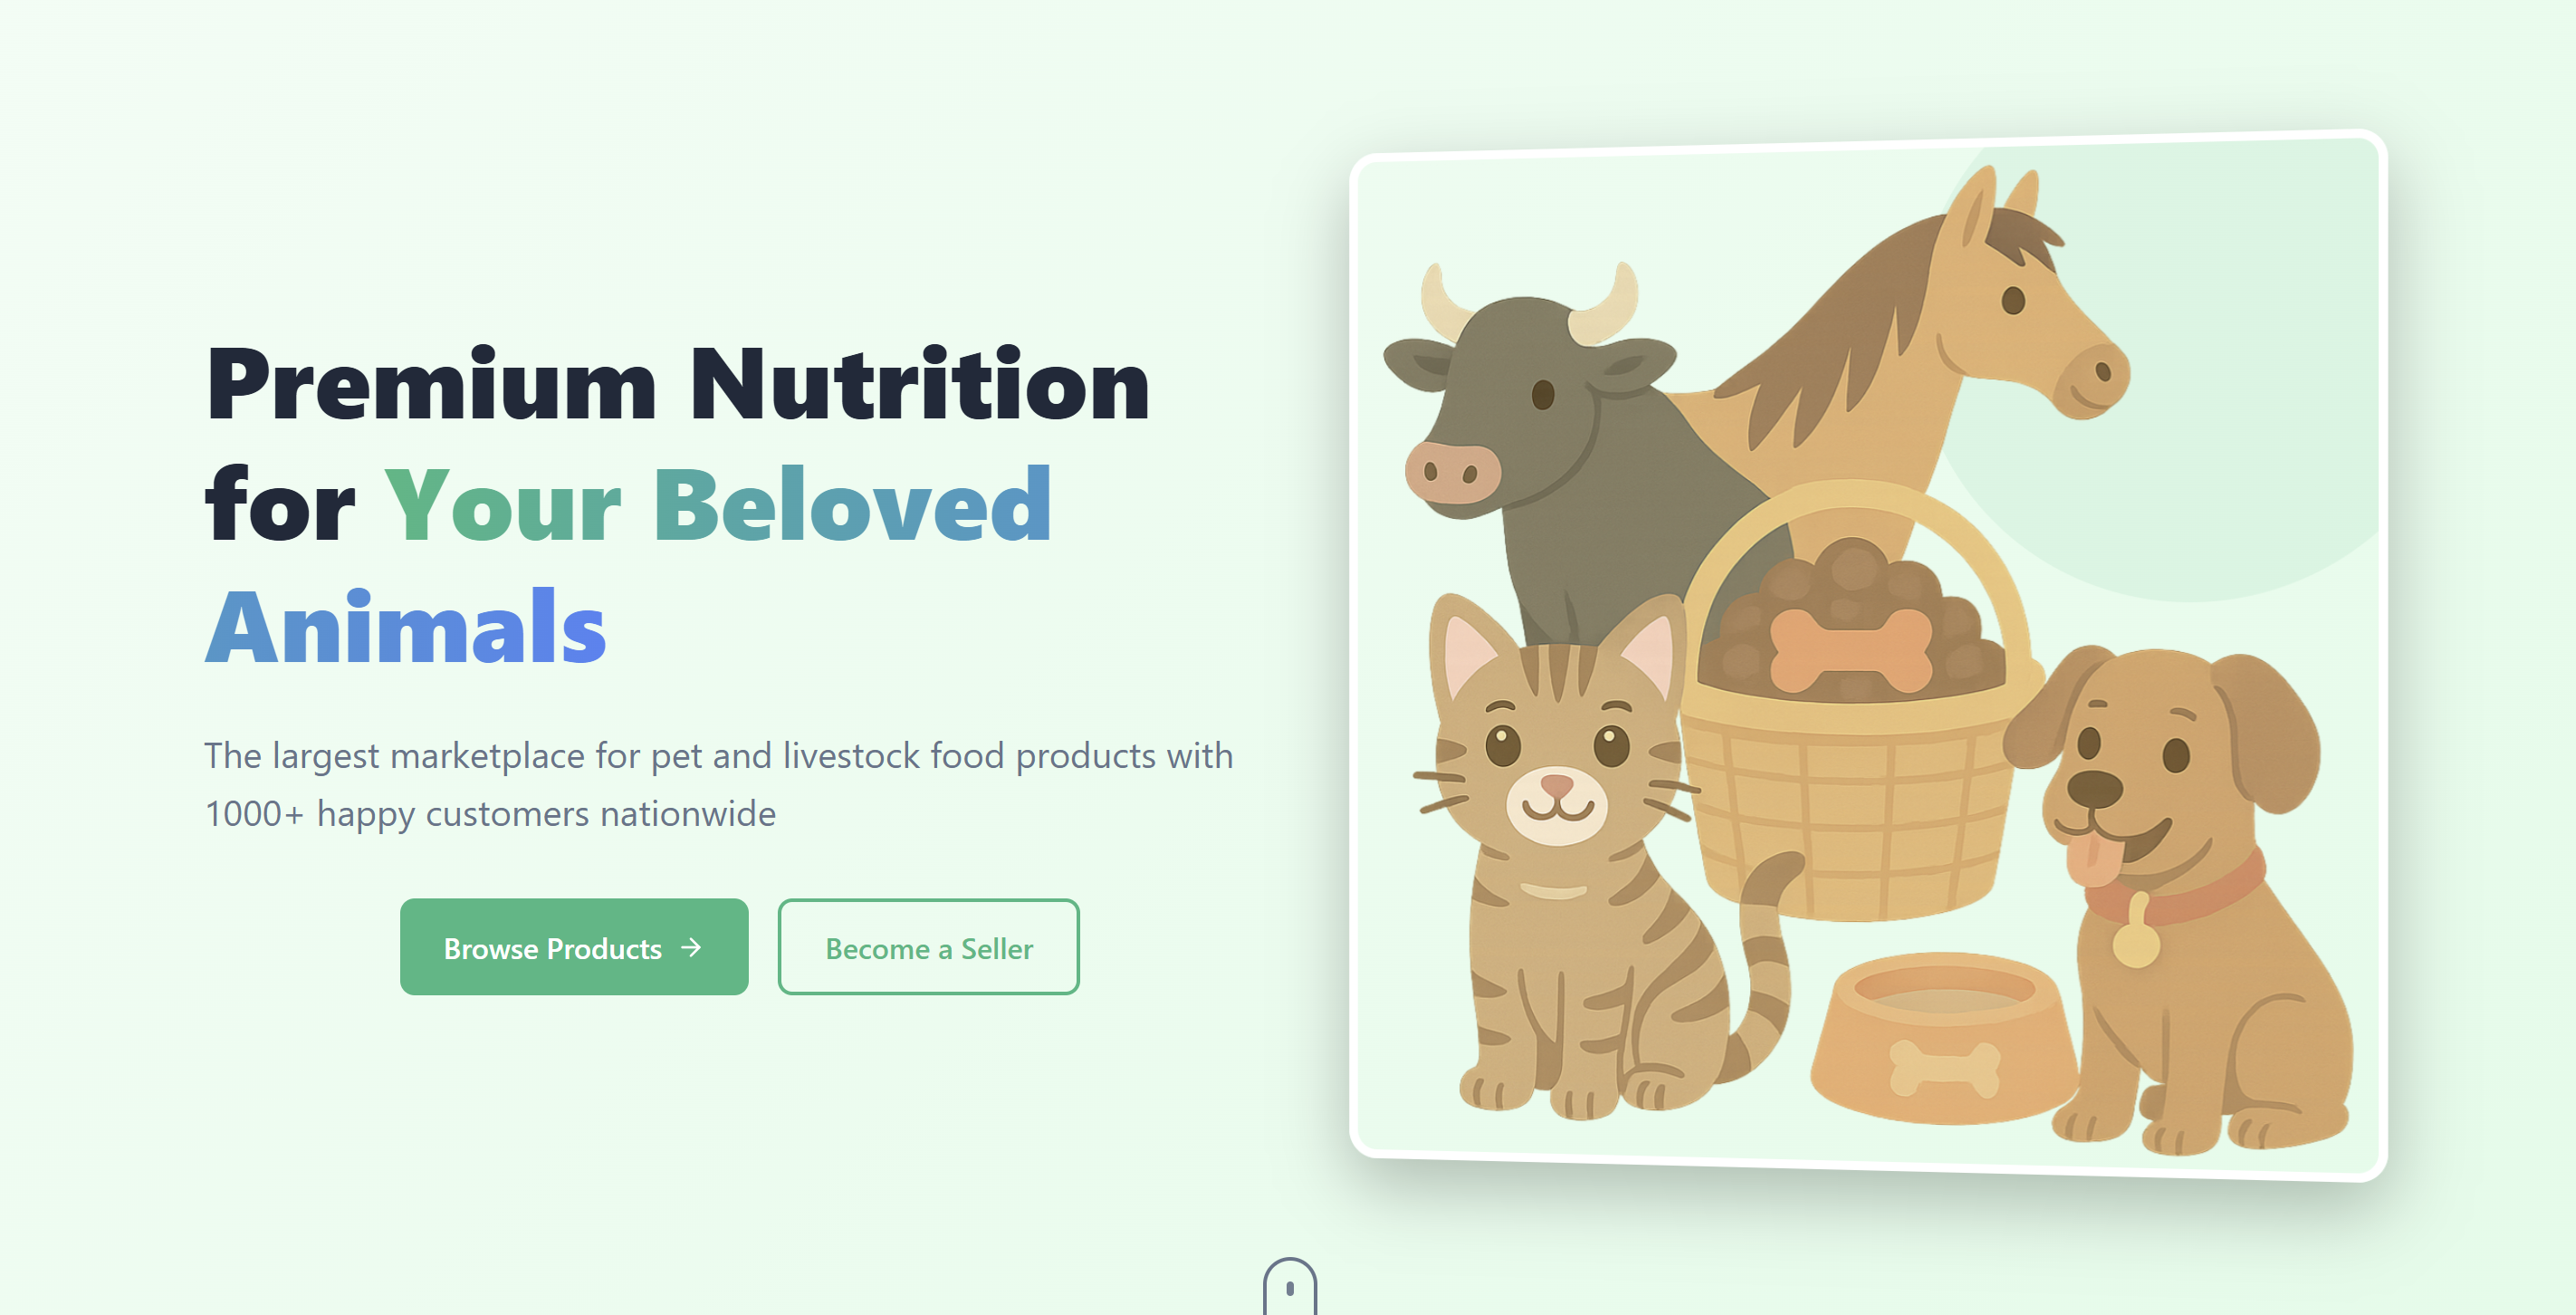 Premium Nutrition
for Your Beloved
Animals
The largest marketplace for pet and livestock food products with
1000+ happy customers nationwide
Browse Products →
Become a Seller